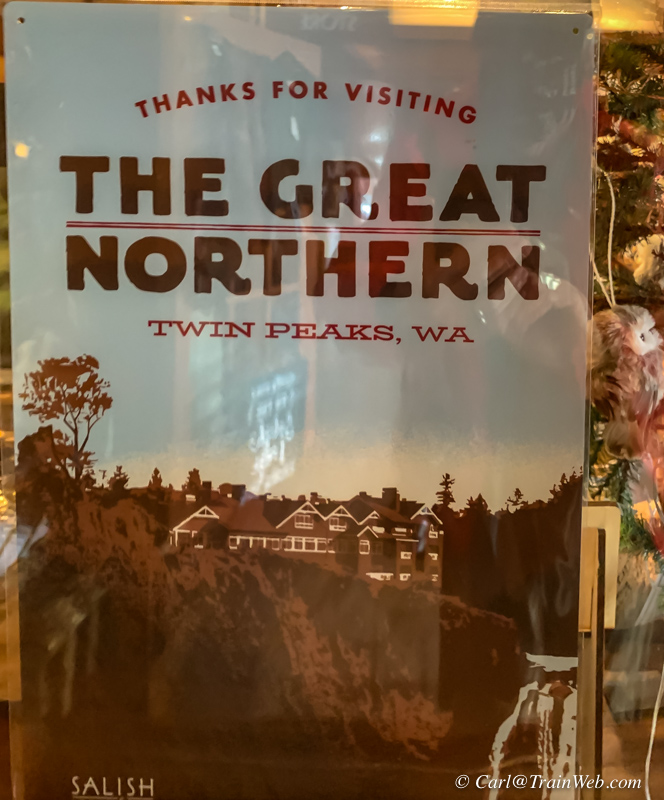 THANKS FOR VISITING
THE GREAT
NORTHERN
TWIN PEAKS, WA
SALISH
© Carl@TrainWeb.com